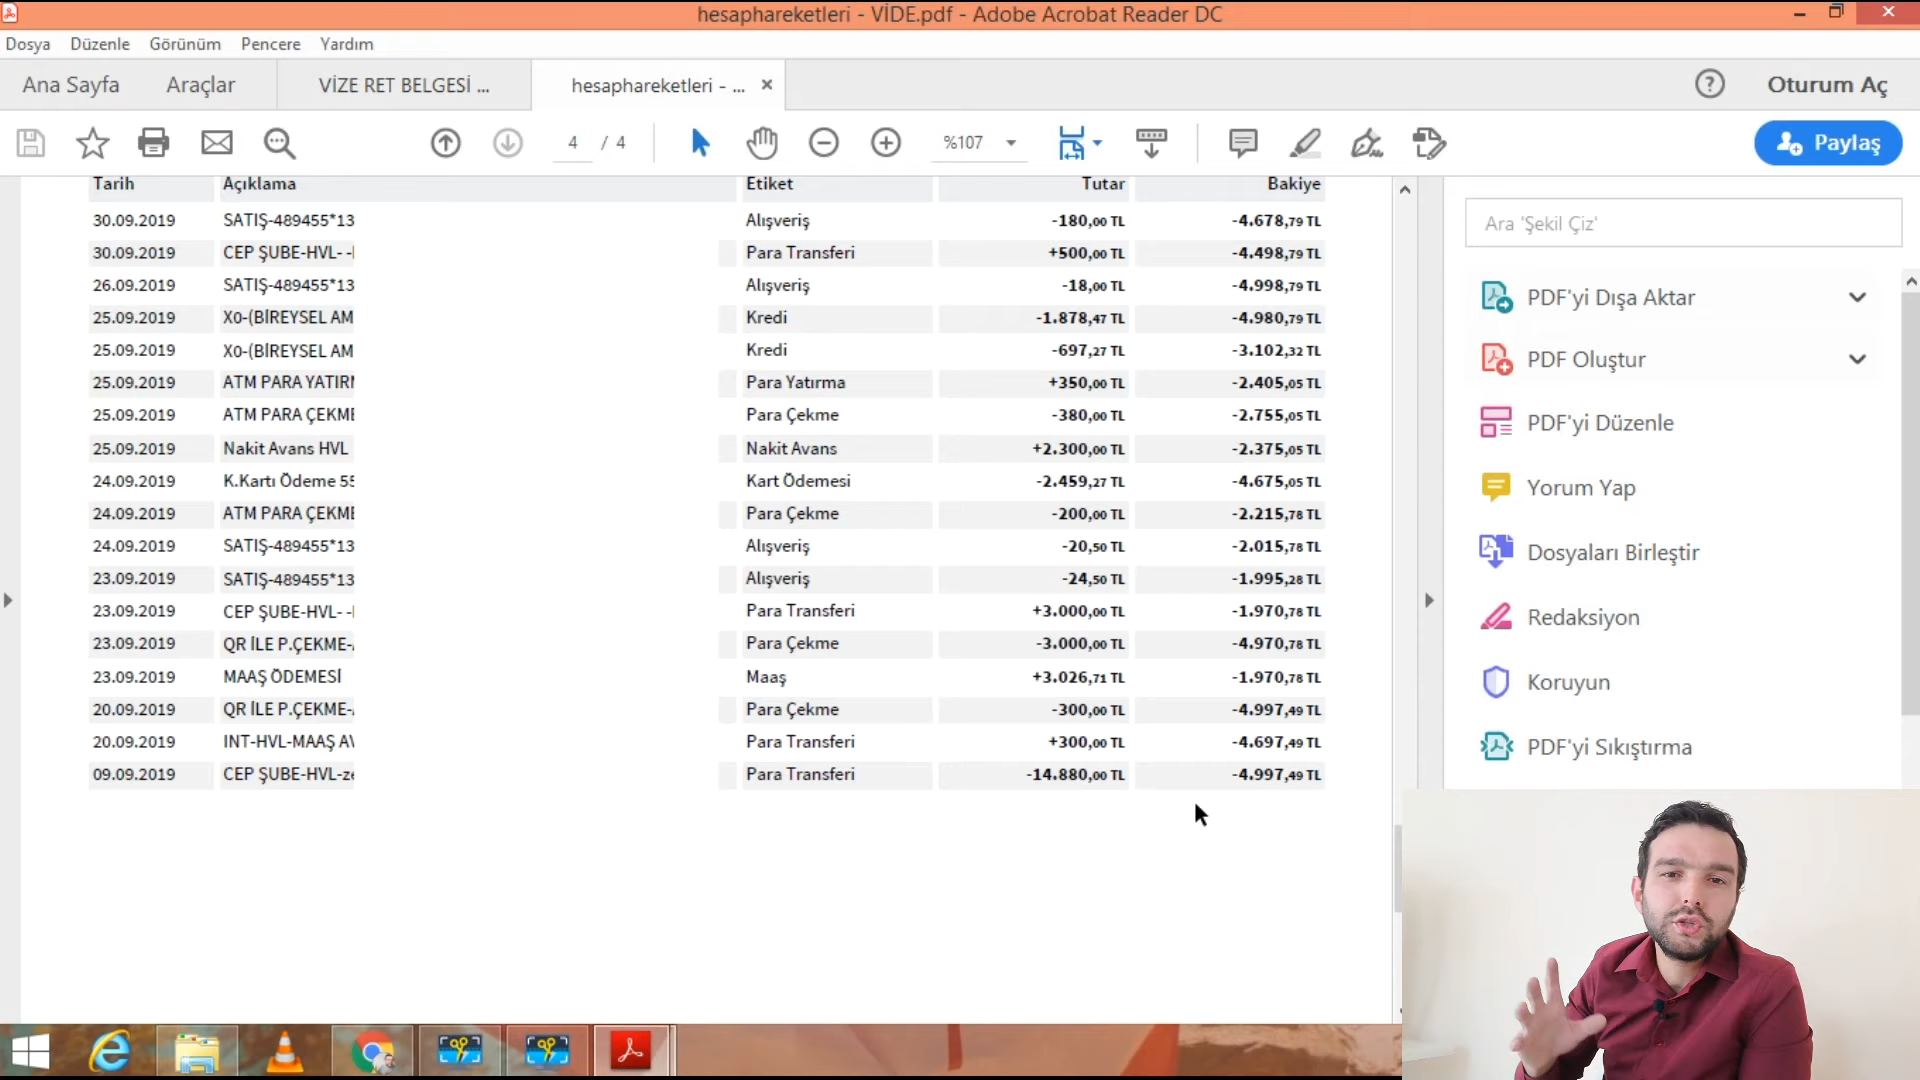 hesaphareketleri - VİDE.pdf - Adobe Acrobat Reader DC
Dosya Düzenle Görünüm Pencere Yardım
Ana Sayfa Araçlar VİZE RET BELGESİ ... hesaphareketleri - ... Oturum Aç
4 / 4 %107 Paylaş
Tarih Açıklama Etiket Tutar Bakiye
30.09.2019 SATIŞ-489455*13 Alışveriş -180,00 TL -4.678,79 TL
30.09.2019 CEP ŞUBE-HVL- - Para Transferi +500,00 TL -4.498,79 TL
26.09.2019 SATIŞ-489455*13 Alışveriş -18,00 TL -4.998,79 TL
25.09.2019 X0-(BİREYSEL AM Kredi -1.878,47 TL -4.980,79 TL
25.09.2019 X0-(BİREYSEL AM Kredi -697,27 TL -3.102,32 TL
25.09.2019 ATM PARA YATIRM Para Yatırma +350,00 TL -2.405,05 TL
25.09.2019 ATM PARA ÇEKME Para Çekme -380,00 TL -2.755,05 TL
25.09.2019 Nakit Avans HVL Nakit Avans +2.300,00 TL -2.375,05 TL
24.09.2019 K.Kartı Ödeme 55 Kart Ödemesi -2.459,27 TL -4.675,05 TL
24.09.2019 ATM PARA ÇEKME Para Çekme -200,00 TL -2.215,78 TL
24.09.2019 SATIŞ-489455*13 Alışveriş -20,50 TL -2.015,78 TL
23.09.2019 SATIŞ-489455*13 Alışveriş -24,50 TL -1.995,28 TL
23.09.2019 CEP ŞUBE-HVL- - Para Transferi +3.000,00 TL -1.970,78 TL
23.09.2019 QR İLE P.ÇEKME- Para Çekme -3.000,00 TL -4.970,78 TL
23.09.2019 MAAŞ ÖDEMESİ Maaş +3.026,71 TL -1.970,78 TL
20.09.2019 QR İLE P.ÇEKME- Para Çekme -300,00 TL -4.997,49 TL
20.09.2019 INT-HVL-MAAŞ AV Para Transferi +300,00 TL -4.697,49 TL
09.09.2019 CEP ŞUBE-HVL-ze Para Transferi -14.880,00 TL -4.997,49 TL
Ara 'Şekil Çiz'
PDF'yi Dışa Aktar
PDF Oluştur
PDF'yi Düzenle
Yorum Yap
Dosyaları Birleştir
Redaksiyon
Koruyun
PDF'yi Sıkıştırma